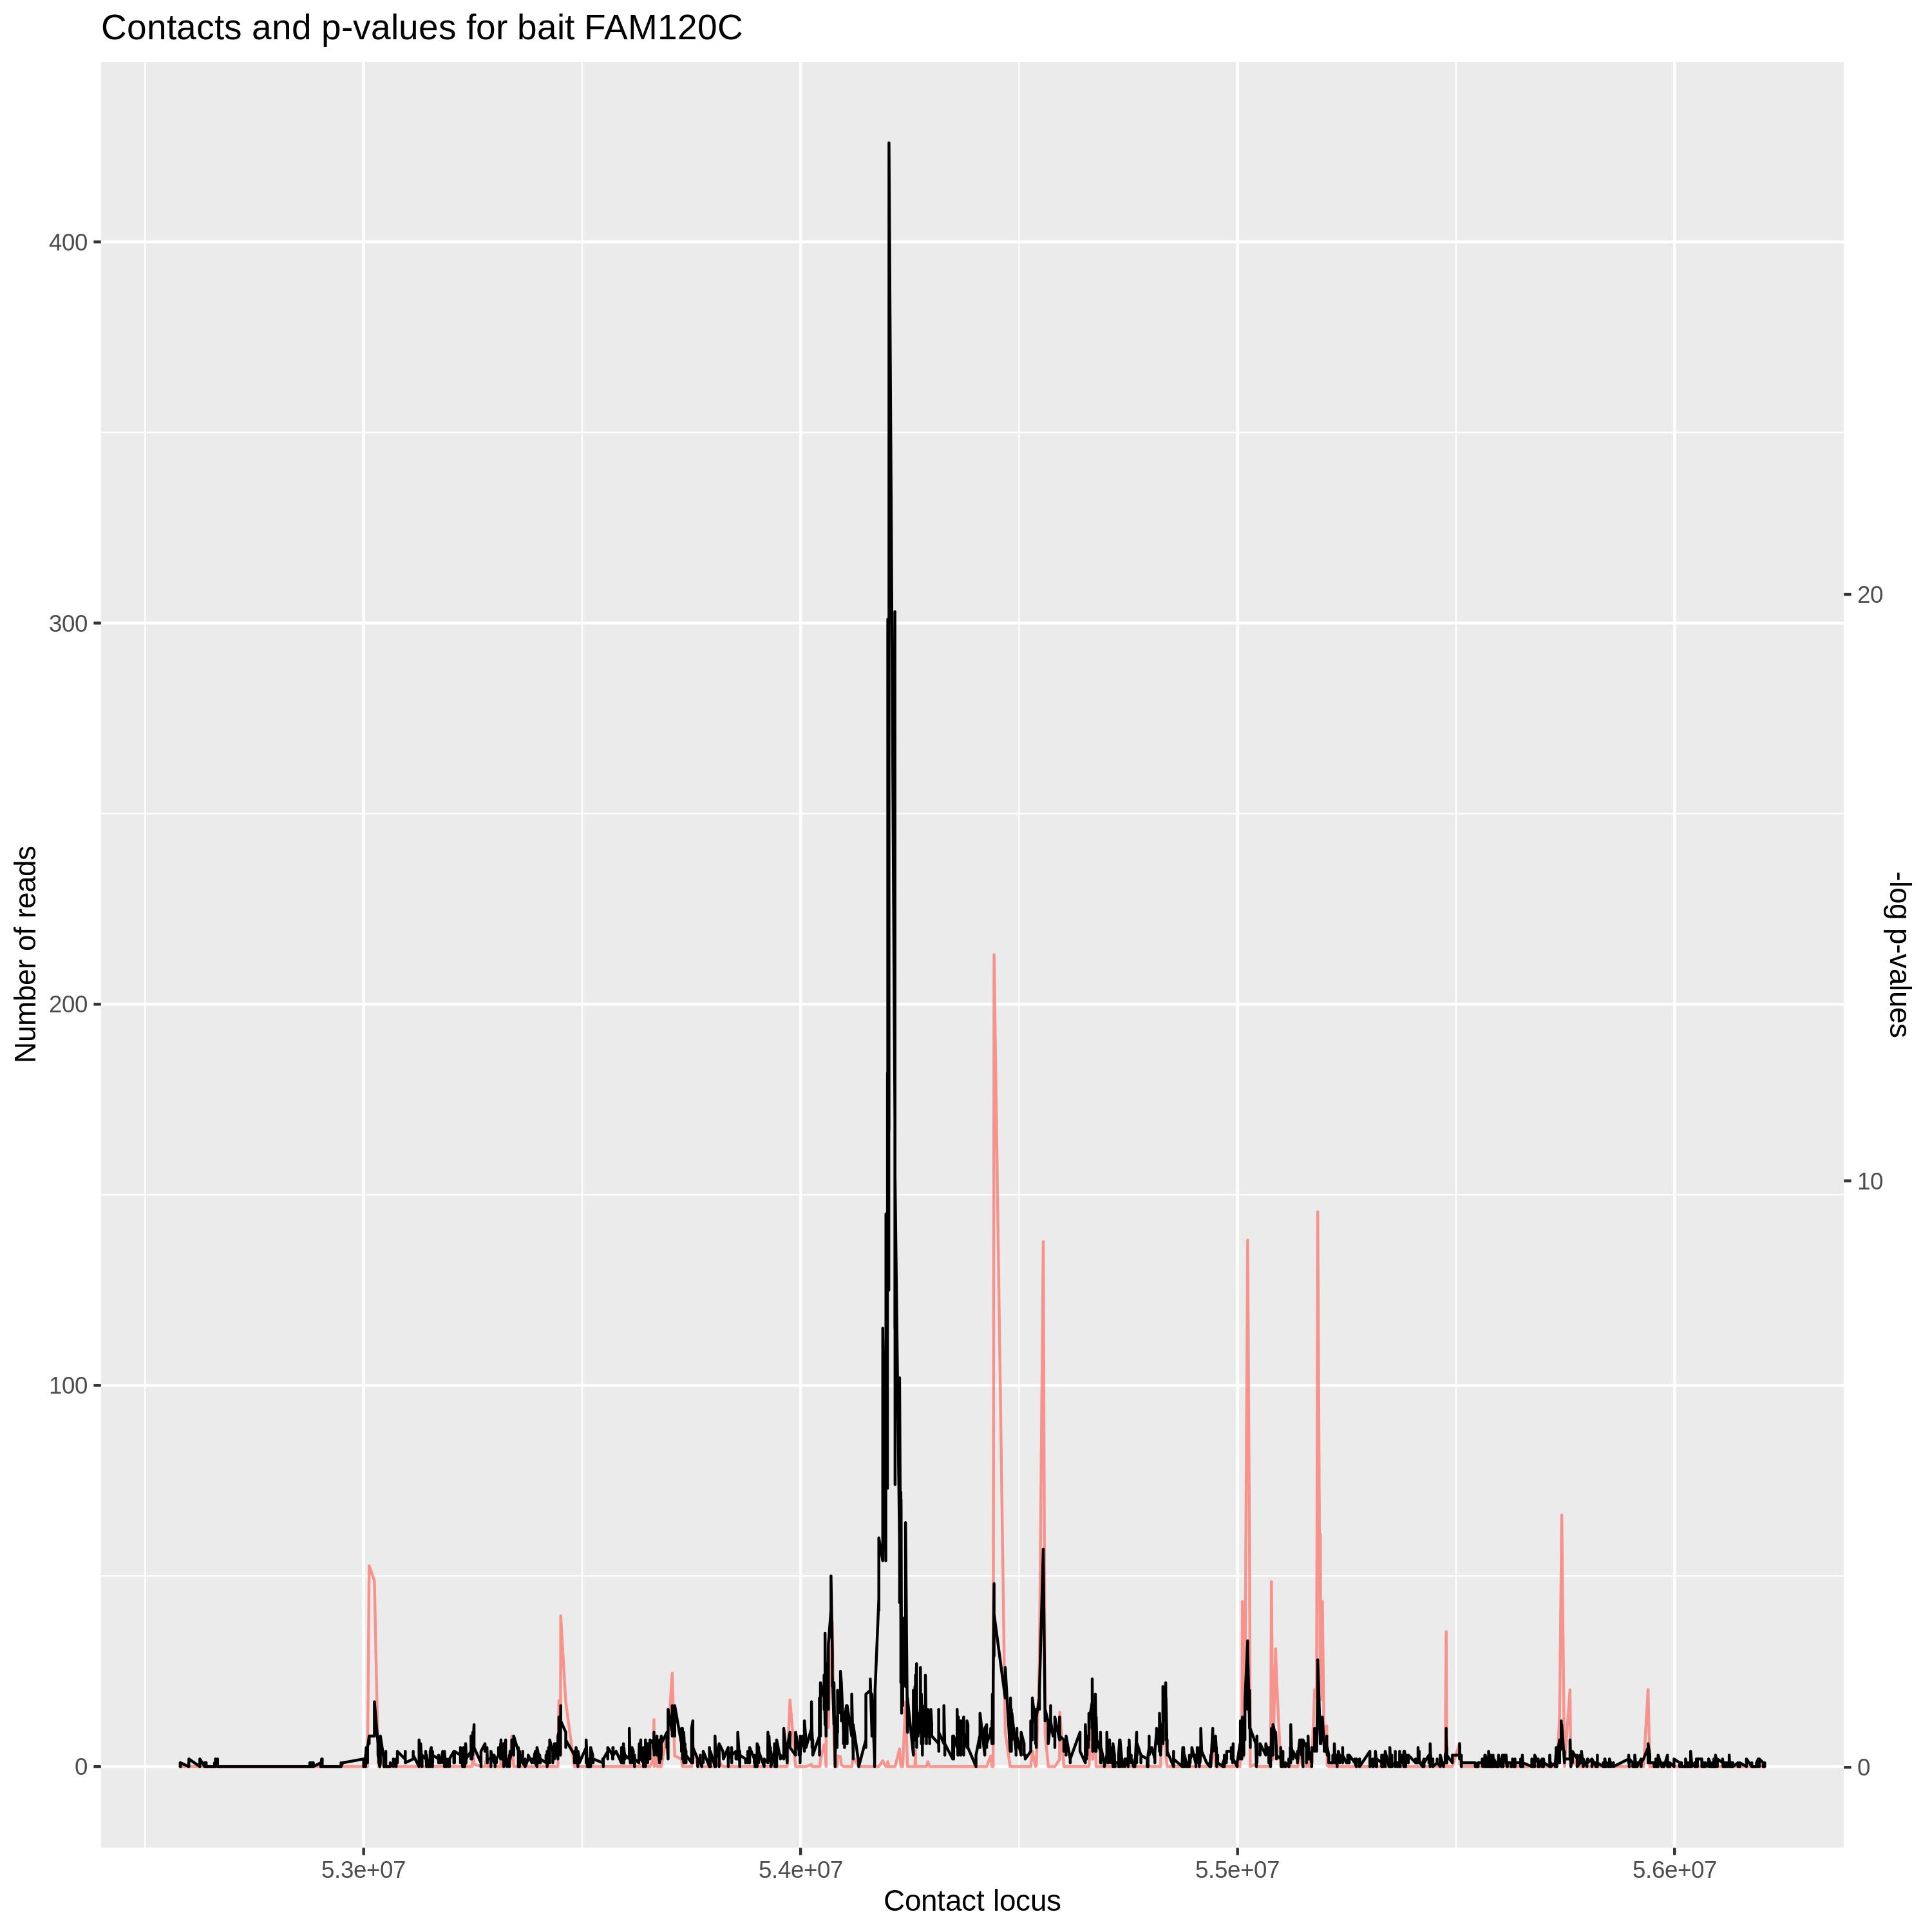 Contacts and p-values for bait FAM120C
400
300
200
100
0
Number of reads
20
10
0
-log p-values
5.3e+07
5.4e+07
5.5e+07
5.6e+07
Contact locus